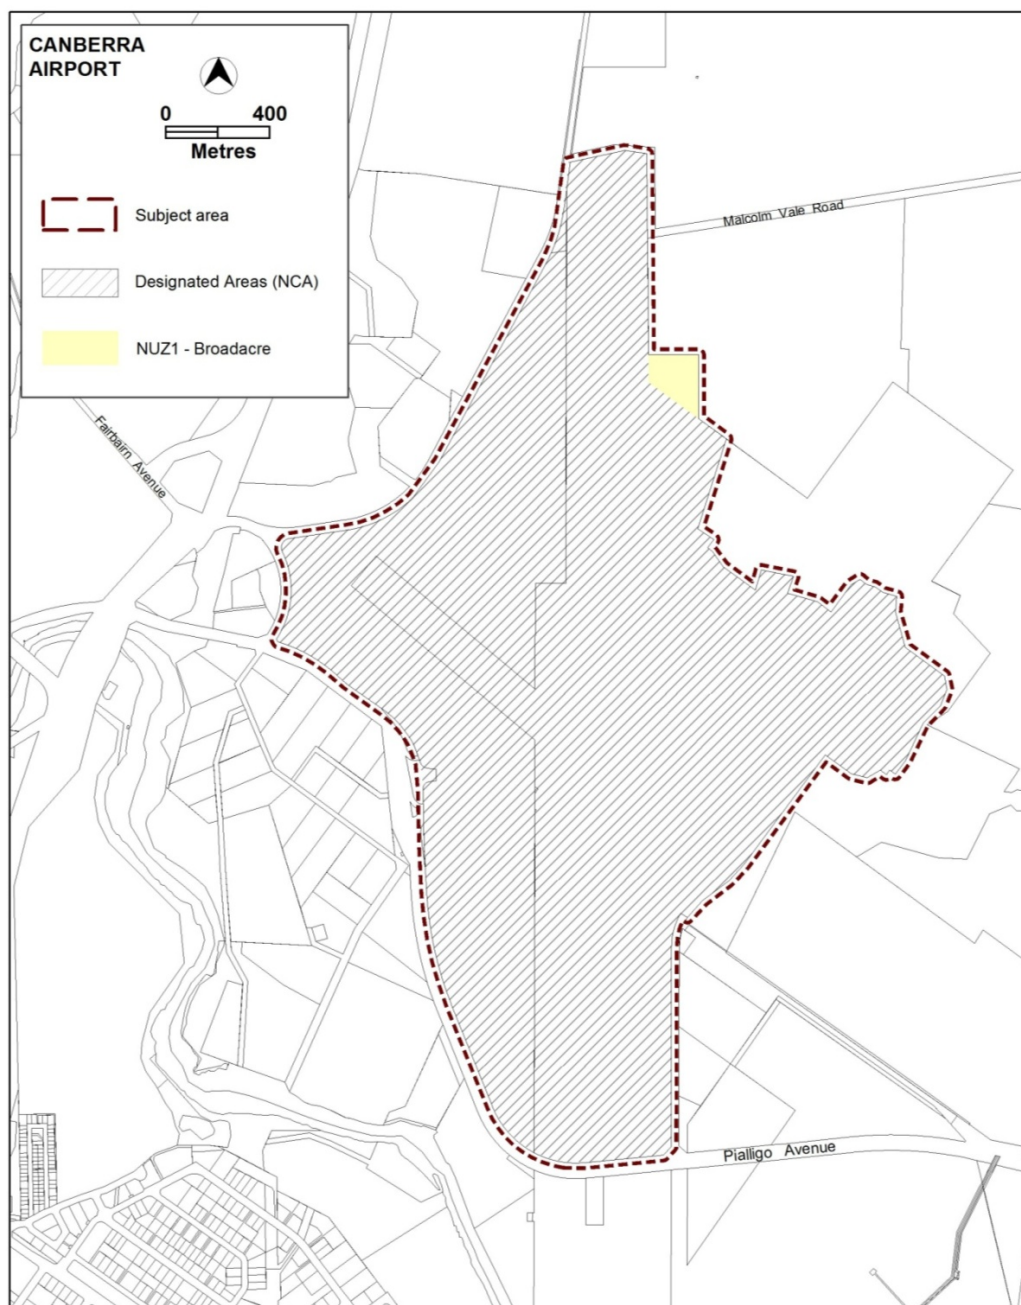 CANBERRA
AIRPORT
0 400
Metres
Subject area
Designated Areas (NCA)
NUZ1 - Broadacre
Malcolm Vale Road
Fairbairn Avenue
Pialligo Avenue